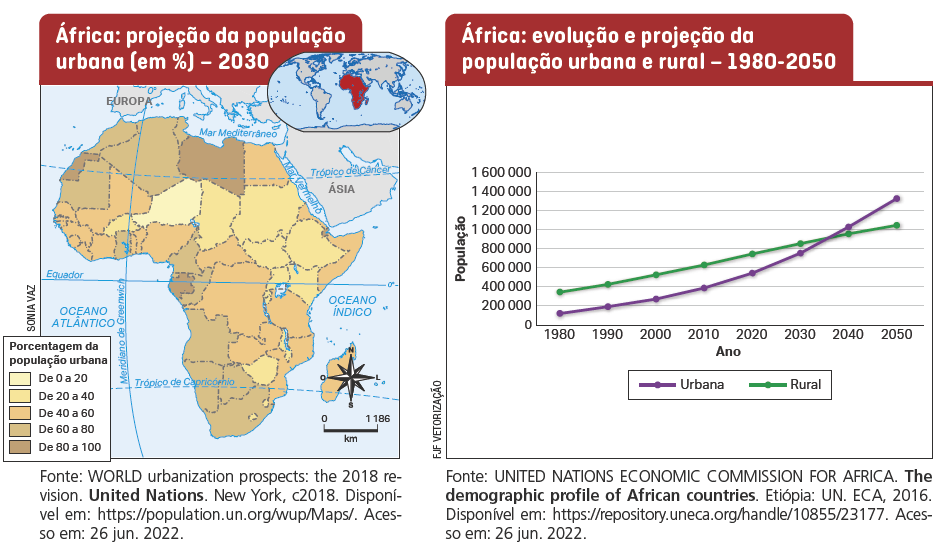 África: projeção da população
urbana (em %) – 2030
EUROPA
Mar Mediterrâneo
Trópico de Câncer
ÁSIA
Mar Vermelho
Equador
0°
0°
OCEANO
ATLÂNTICO
Meridiano de Greenwich
OCEANO
ÍNDICO
Trópico de Capricórnio
N
O
L
S
0 1 186
km
SONIA VAZ
Porcentagem da
população urbana
De 0 a 20
De 20 a 40
De 40 a 60
De 60 a 80
De 80 a 100
Fonte: WORLD urbanization prospects: the 2018 re-
vision. United Nations. New York, c2018. Disponí-
vel em: https://population.un.org/wup/Maps/. Aces-
so em: 26 jun. 2022.
África: evolução e projeção da
população urbana e rural – 1980-2050
População
1 600 000
1 400 000
1 200 000
1 000 000
800 000
600 000
400 000
200 000
0
1980 1990 2000 2010 2020 2030 2040 2050
Ano
Urbana Rural
FJF VETORIZAÇÃO
Fonte: UNITED NATIONS ECONOMIC COMMISSION FOR AFRICA. The
demographic profile of African countries. Etiópia: UN. ECA, 2016.
Disponível em: https://repository.uneca.org/handle/10855/23177. Aces-
so em: 26 jun. 2022.